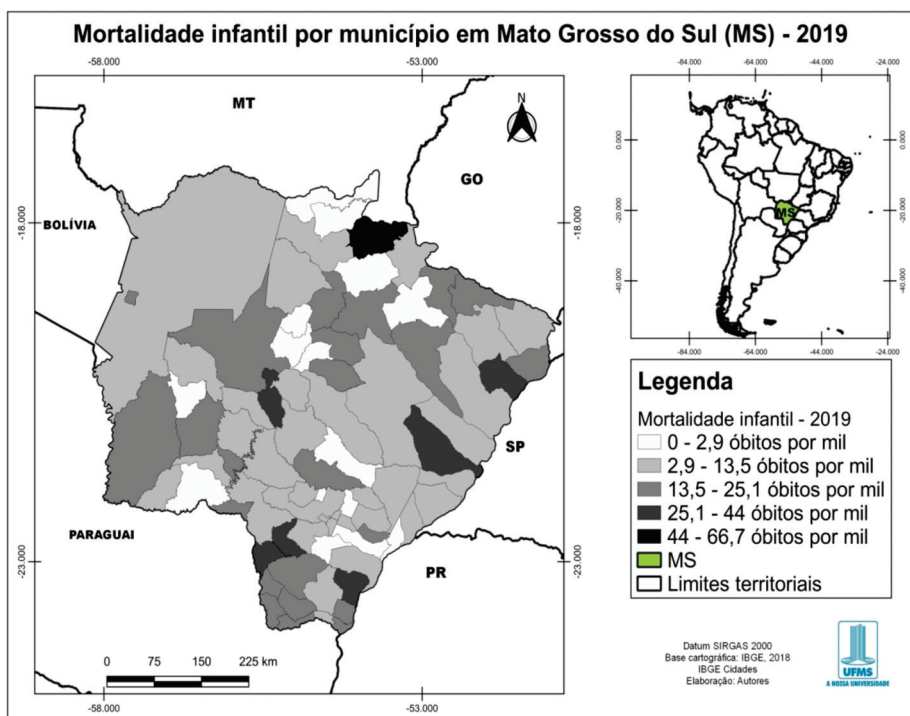 Mortalidade infantil por município em Mato Grosso do Sul (MS) - 2019
-58.000
-53.000
-84.000
-64.000
-44.000
-24.000
MT
N
GO
BOLÍVIA
-18.000
-18.000
SP
PARAGUAI
-23.000
-23.000
PR
0 75 150 225 km
-58.000
-53.000
0.000
0.000
MS
-20.000
-20.000
-40.000
-40.000
-84.000
-64.000
-44.000
-24.000
Legenda
Mortalidade infantil - 2019
0 - 2,9 óbitos por mil
2,9 - 13,5 óbitos por mil
13,5 - 25,1 óbitos por mil
25,1 - 44 óbitos por mil
44 - 66,7 óbitos por mil
MS
Limites territoriais
Datum SIRGAS 2000
Base cartográfica: IBGE, 2018
IBGE Cidades
Elaboração: Autores
UFMS
A NOSSA UNIVERSIDADE